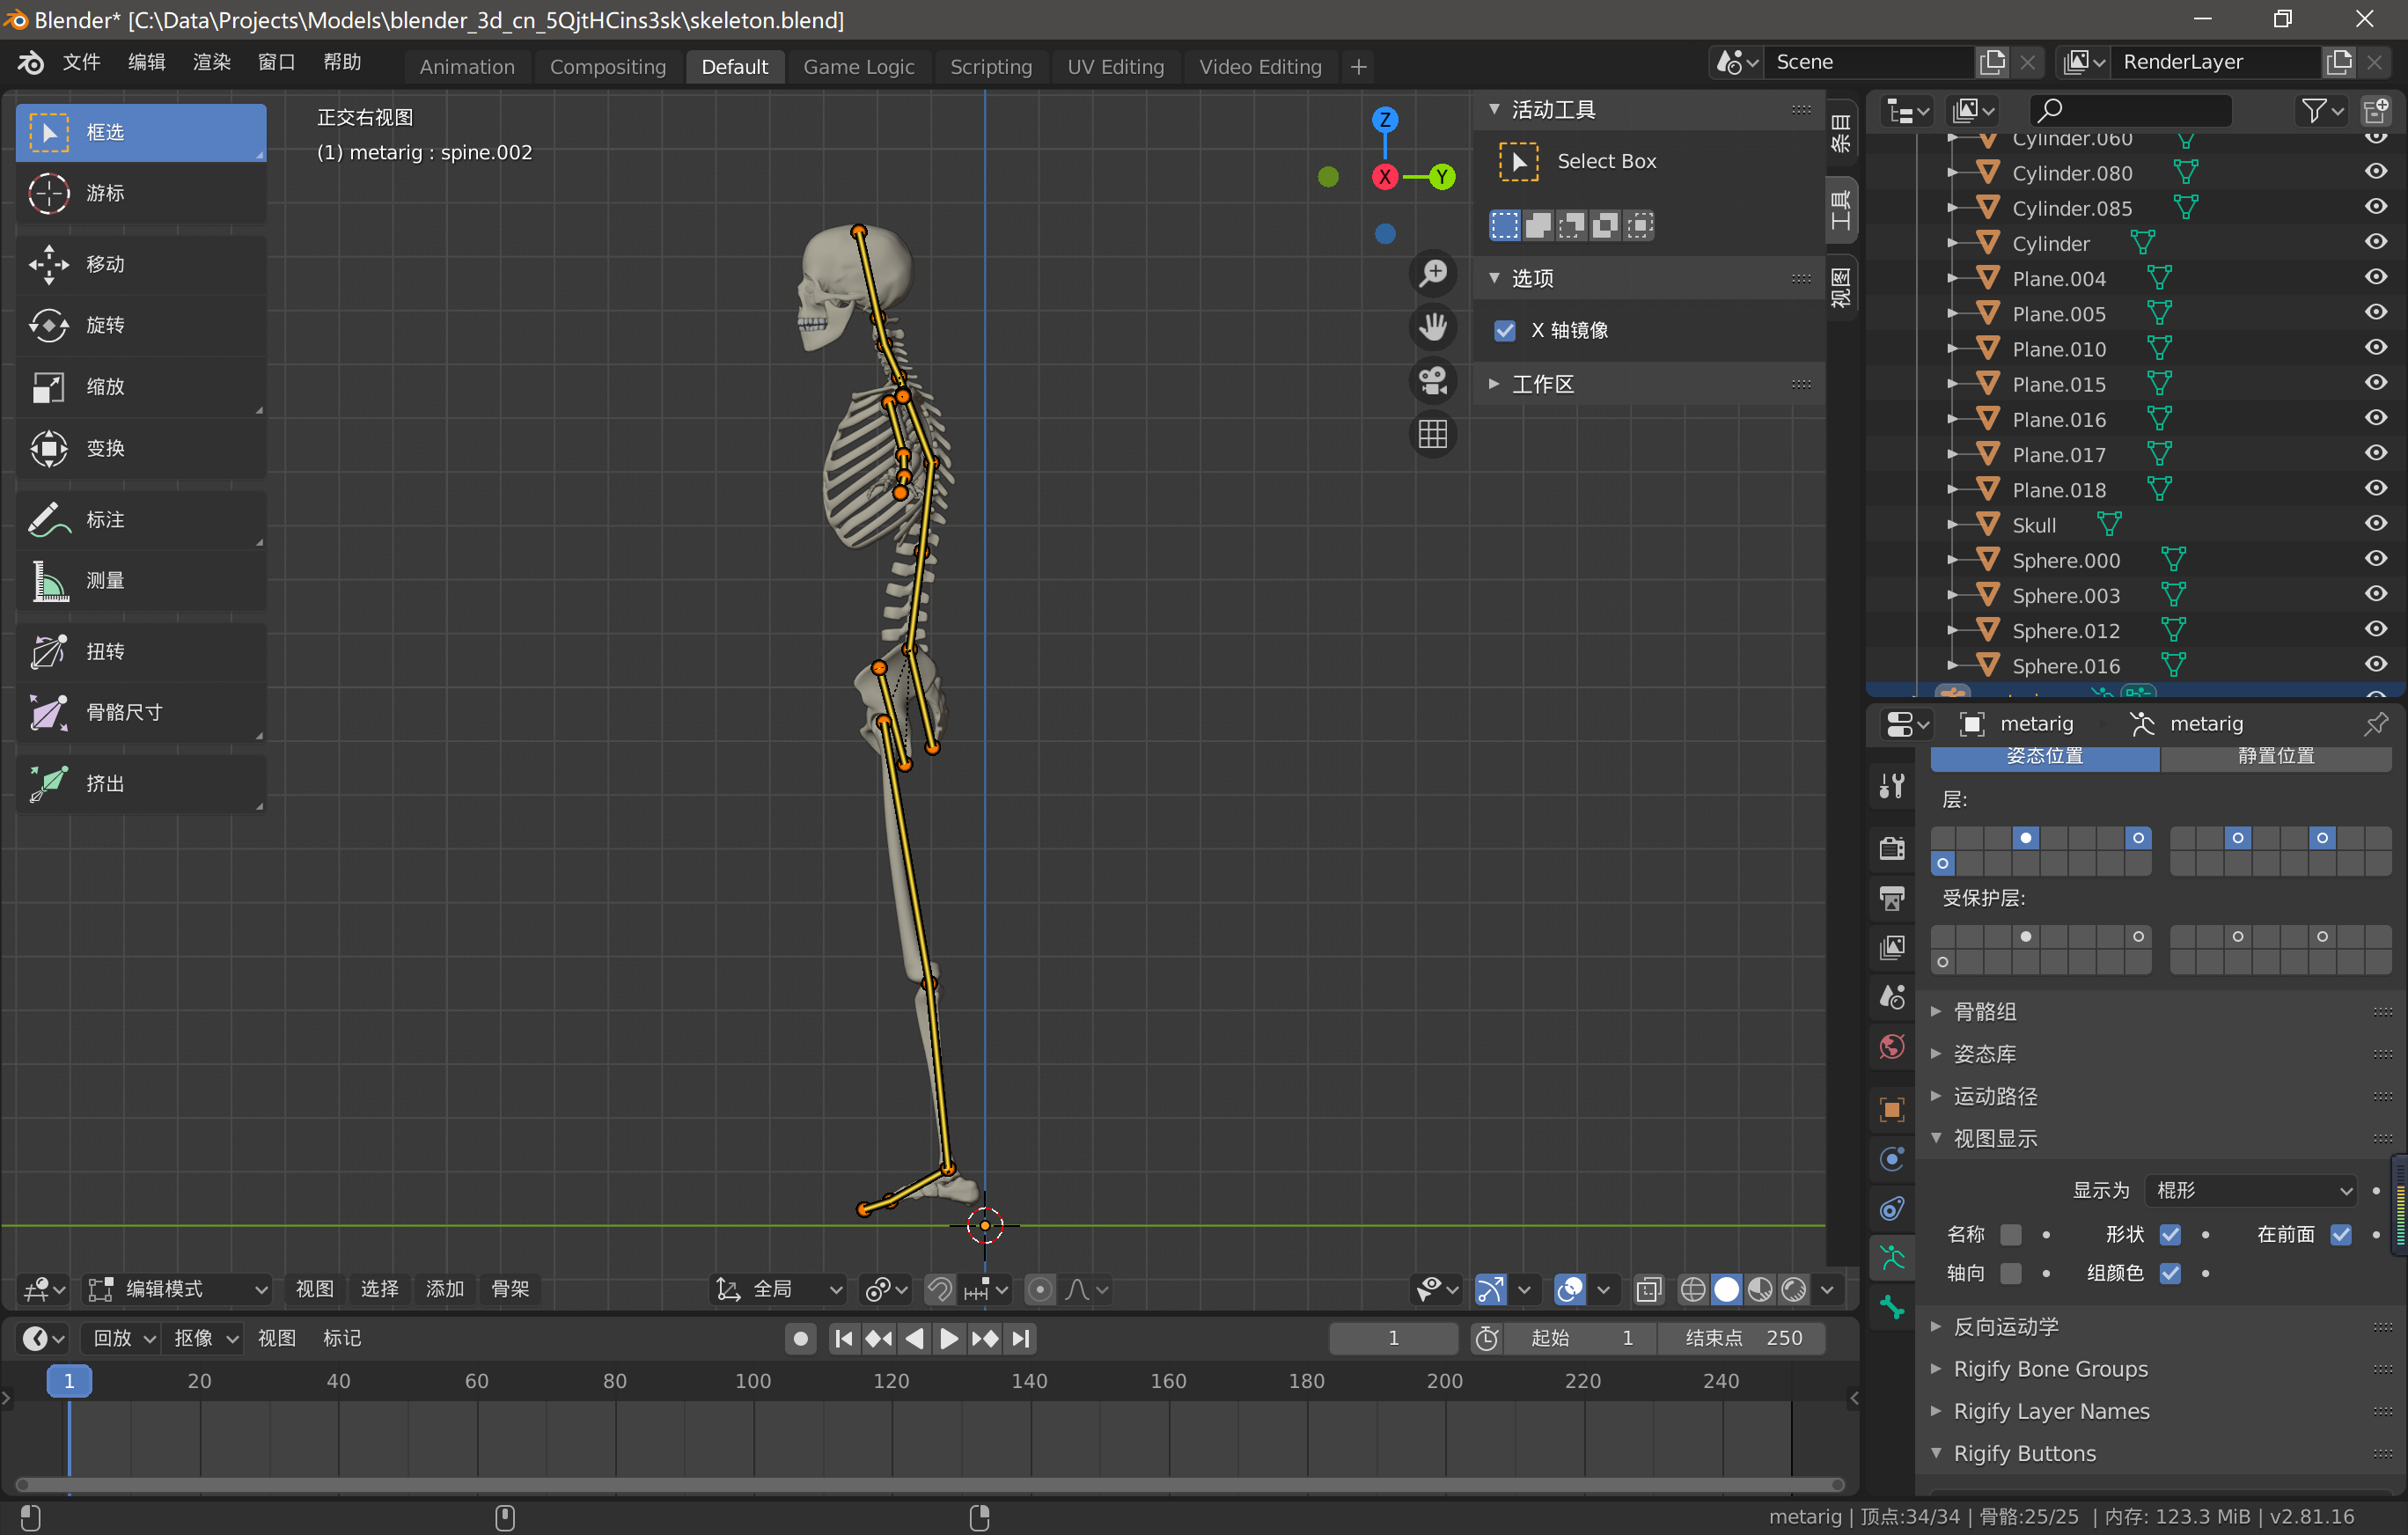 Blender* [C:\Data\Projects\Models\blender_3d_cn_5QjtHCins3sk\skeleton.blend]
文件 编辑 渲染 窗口 帮助 Animation Compositing Default Game Logic Scripting UV Editing Video Editing + Scene RenderLayer
框选
游标
移动
旋转
缩放
变换
标注
测量
扭转
骨骼尺寸
挤出
正交右视图
(1) metarig : spine.002
Z
X
Y
活动工具
Select Box
选项
X 轴镜像
工作区
条目
工具
视图
Cylinder.060
Cylinder.080
Cylinder.085
Cylinder
Plane.004
Plane.005
Plane.010
Plane.015
Plane.016
Plane.017
Plane.018
Skull
Sphere.000
Sphere.003
Sphere.012
Sphere.016
metarig metarig
姿态位置 静置位置
层:
受保护层:
骨骼组
姿态库
运动路径
视图显示
显示为 棍形
名称 形状 在前面
轴向 组颜色
反向运动学
Rigify Bone Groups
Rigify Layer Names
Rigify Buttons
编辑模式 视图 选择 添加 骨架 全局
回放 抠像 视图 标记 1 起始 1 结束点 250
1 20 40 60 80 100 120 140 160 180 200 220 240
metarig | 顶点:34/34 | 骨骼:25/25 | 内存: 123.3 MiB | v2.81.16